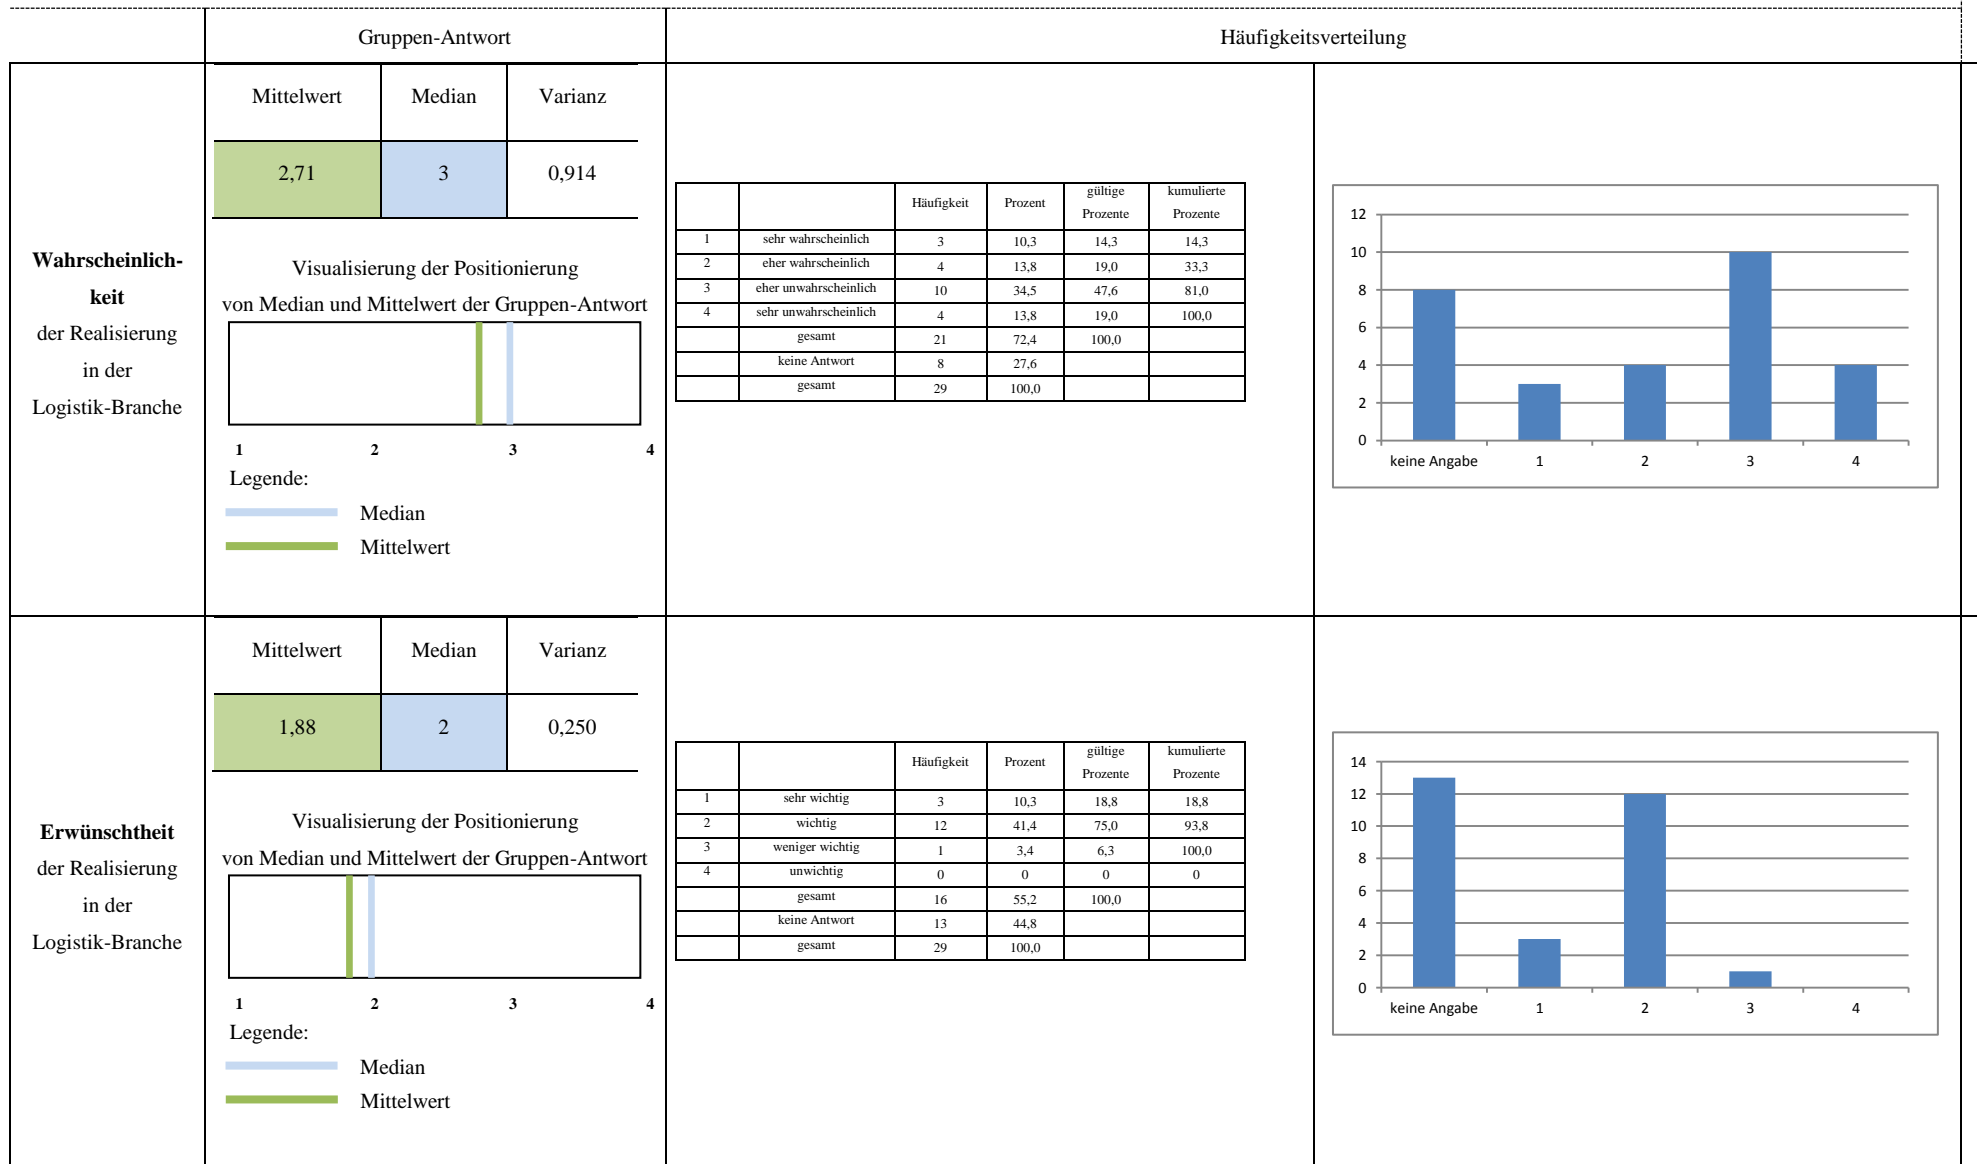 Gruppen-Antwort Häufigkeitsverteilung
Wahrscheinlich-
keit
der Realisierung
in der
Logistik-Branche
Mittelwert Median Varianz
2,71 3 0,914
Visualisierung der Positionierung
von Median und Mittelwert der Gruppen-Antwort
1 2 3 4
Legende:
Median
Mittelwert
Häufigkeit Prozent gültige Prozente kumulierte Prozente
1 sehr wahrscheinlich 3 10,3 14,3 14,3
2 eher wahrscheinlich 4 13,8 19,0 33,3
3 eher unwahrscheinlich 10 34,5 47,6 81,0
4 sehr unwahrscheinlich 4 13,8 19,0 100,0
gesamt 21 72,4 100,0
keine Antwort 8 27,6
gesamt 29 100,0
12
10
8
6
4
2
0
keine Angabe 1 2 3 4
Erwünschtheit
der Realisierung
in der
Logistik-Branche
Mittelwert Median Varianz
1,88 2 0,250
Visualisierung der Positionierung
von Median und Mittelwert der Gruppen-Antwort
1 2 3 4
Legende:
Median
Mittelwert
Häufigkeit Prozent gültige Prozente kumulierte Prozente
1 sehr wichtig 3 10,3 18,8 18,8
2 wichtig 12 41,4 75,0 93,8
3 weniger wichtig 1 3,4 6,3 100,0
4 unwichtig 0 0 0 0
gesamt 16 55,2 100,0
keine Antwort 13 44,8
gesamt 29 100,0
14
12
10
8
6
4
2
0
keine Angabe 1 2 3 4